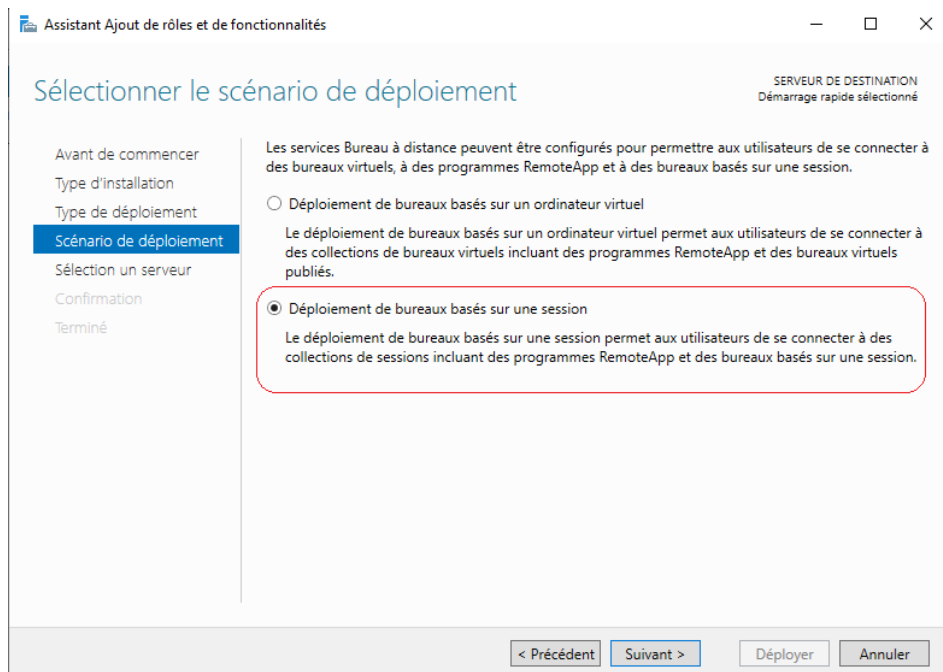 Assistant Ajout de rôles et de fonctionnalités
Sélectionner le scénario de déploiement
SERVEUR DE DESTINATION
Démarrage rapide sélectionné
Avant de commencer
Type d'installation
Type de déploiement
Scénario de déploiement
Sélection un serveur
Confirmation
Terminé
Les services Bureau à distance peuvent être configurés pour permettre aux utilisateurs de se connecter à
des bureaux virtuels, à des programmes RemoteApp et à des bureaux basés sur une session.
Déploiement de bureaux basés sur un ordinateur virtuel
Le déploiement de bureaux basés sur un ordinateur virtuel permet aux utilisateurs de se connecter à
des collections de bureaux virtuels incluant des programmes RemoteApp et des bureaux virtuels
publiés.
Déploiement de bureaux basés sur une session
Le déploiement de bureaux basés sur une session permet aux utilisateurs de se connecter à des
collections de sessions incluant des programmes RemoteApp et des bureaux basés sur une session.
< Précédent
Suivant >
Déployer
Annuler